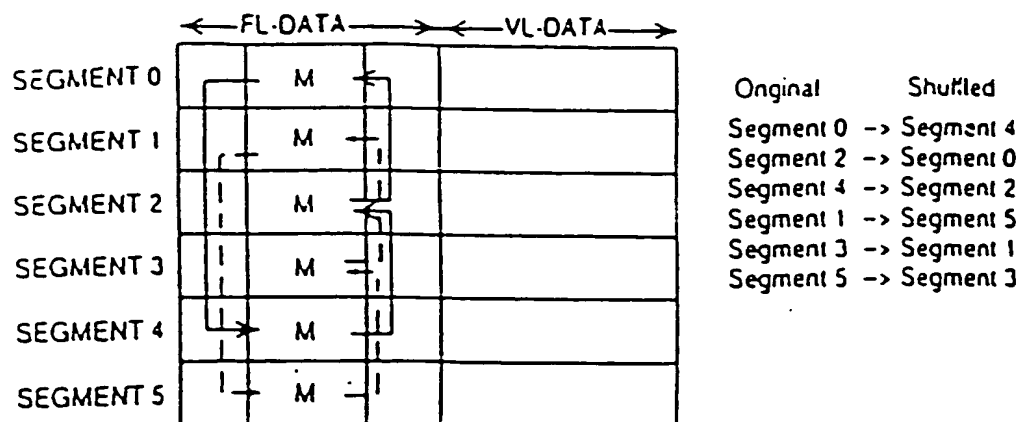 FL-DATA VL-DATA
SEGMENT 0 M
SEGMENT 1 M
SEGMENT 2 M
SEGMENT 3 M
SEGMENT 4 M
SEGMENT 5 M
Original Shuffled
Segment 0 -> Segment 4
Segment 2 -> Segment 0
Segment 4 -> Segment 2
Segment 1 -> Segment 5
Segment 3 -> Segment 1
Segment 5 -> Segment 3